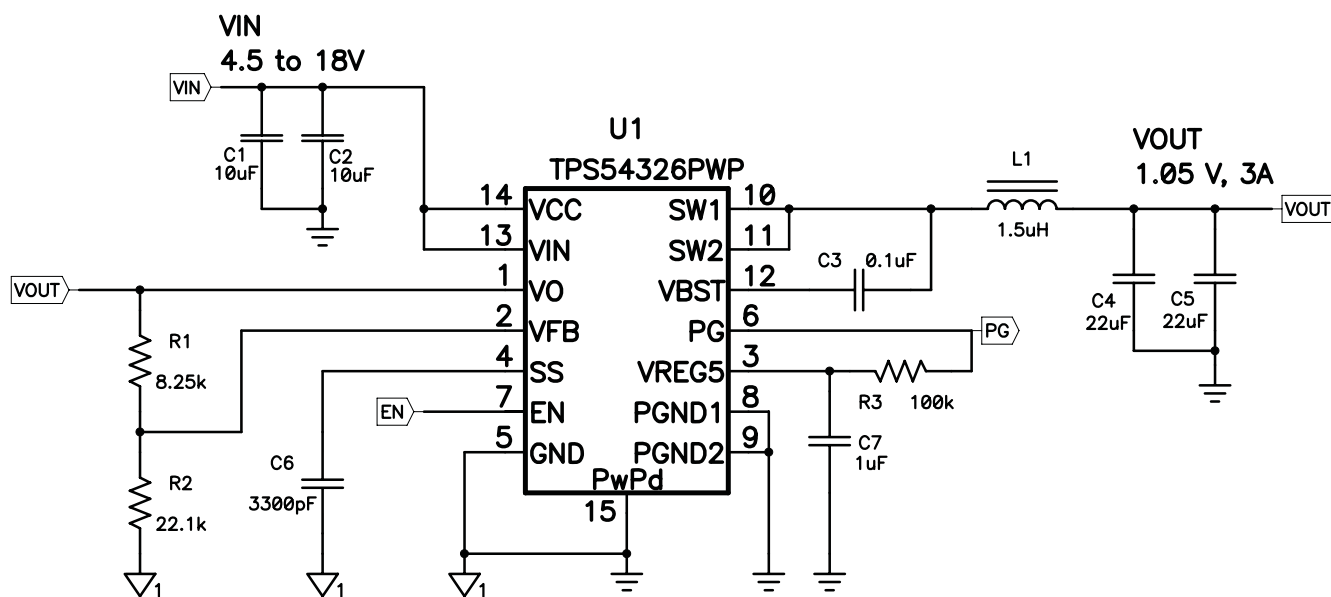 VIN
4.5 to 18V
VIN
C1
10uF
C2
10uF
U1
TPS54326PWP
14
VCC
13
VIN
1
VO
2
VFB
4
SS
7
EN
5
GND
SW1
10
SW2
11
VBST
12
PG
6
VREG5
3
PGND1
8
PGND2
9
PwPd
15
VOUT
R1
8.25k
R2
22.1k
1
C6
3300pF
1
EN
1
C3
0.1uF
L1
1.5uH
VOUT
1.05 V, 3A
VOUT
C4
22uF
C5
22uF
PG
R3
100k
C7
1uF